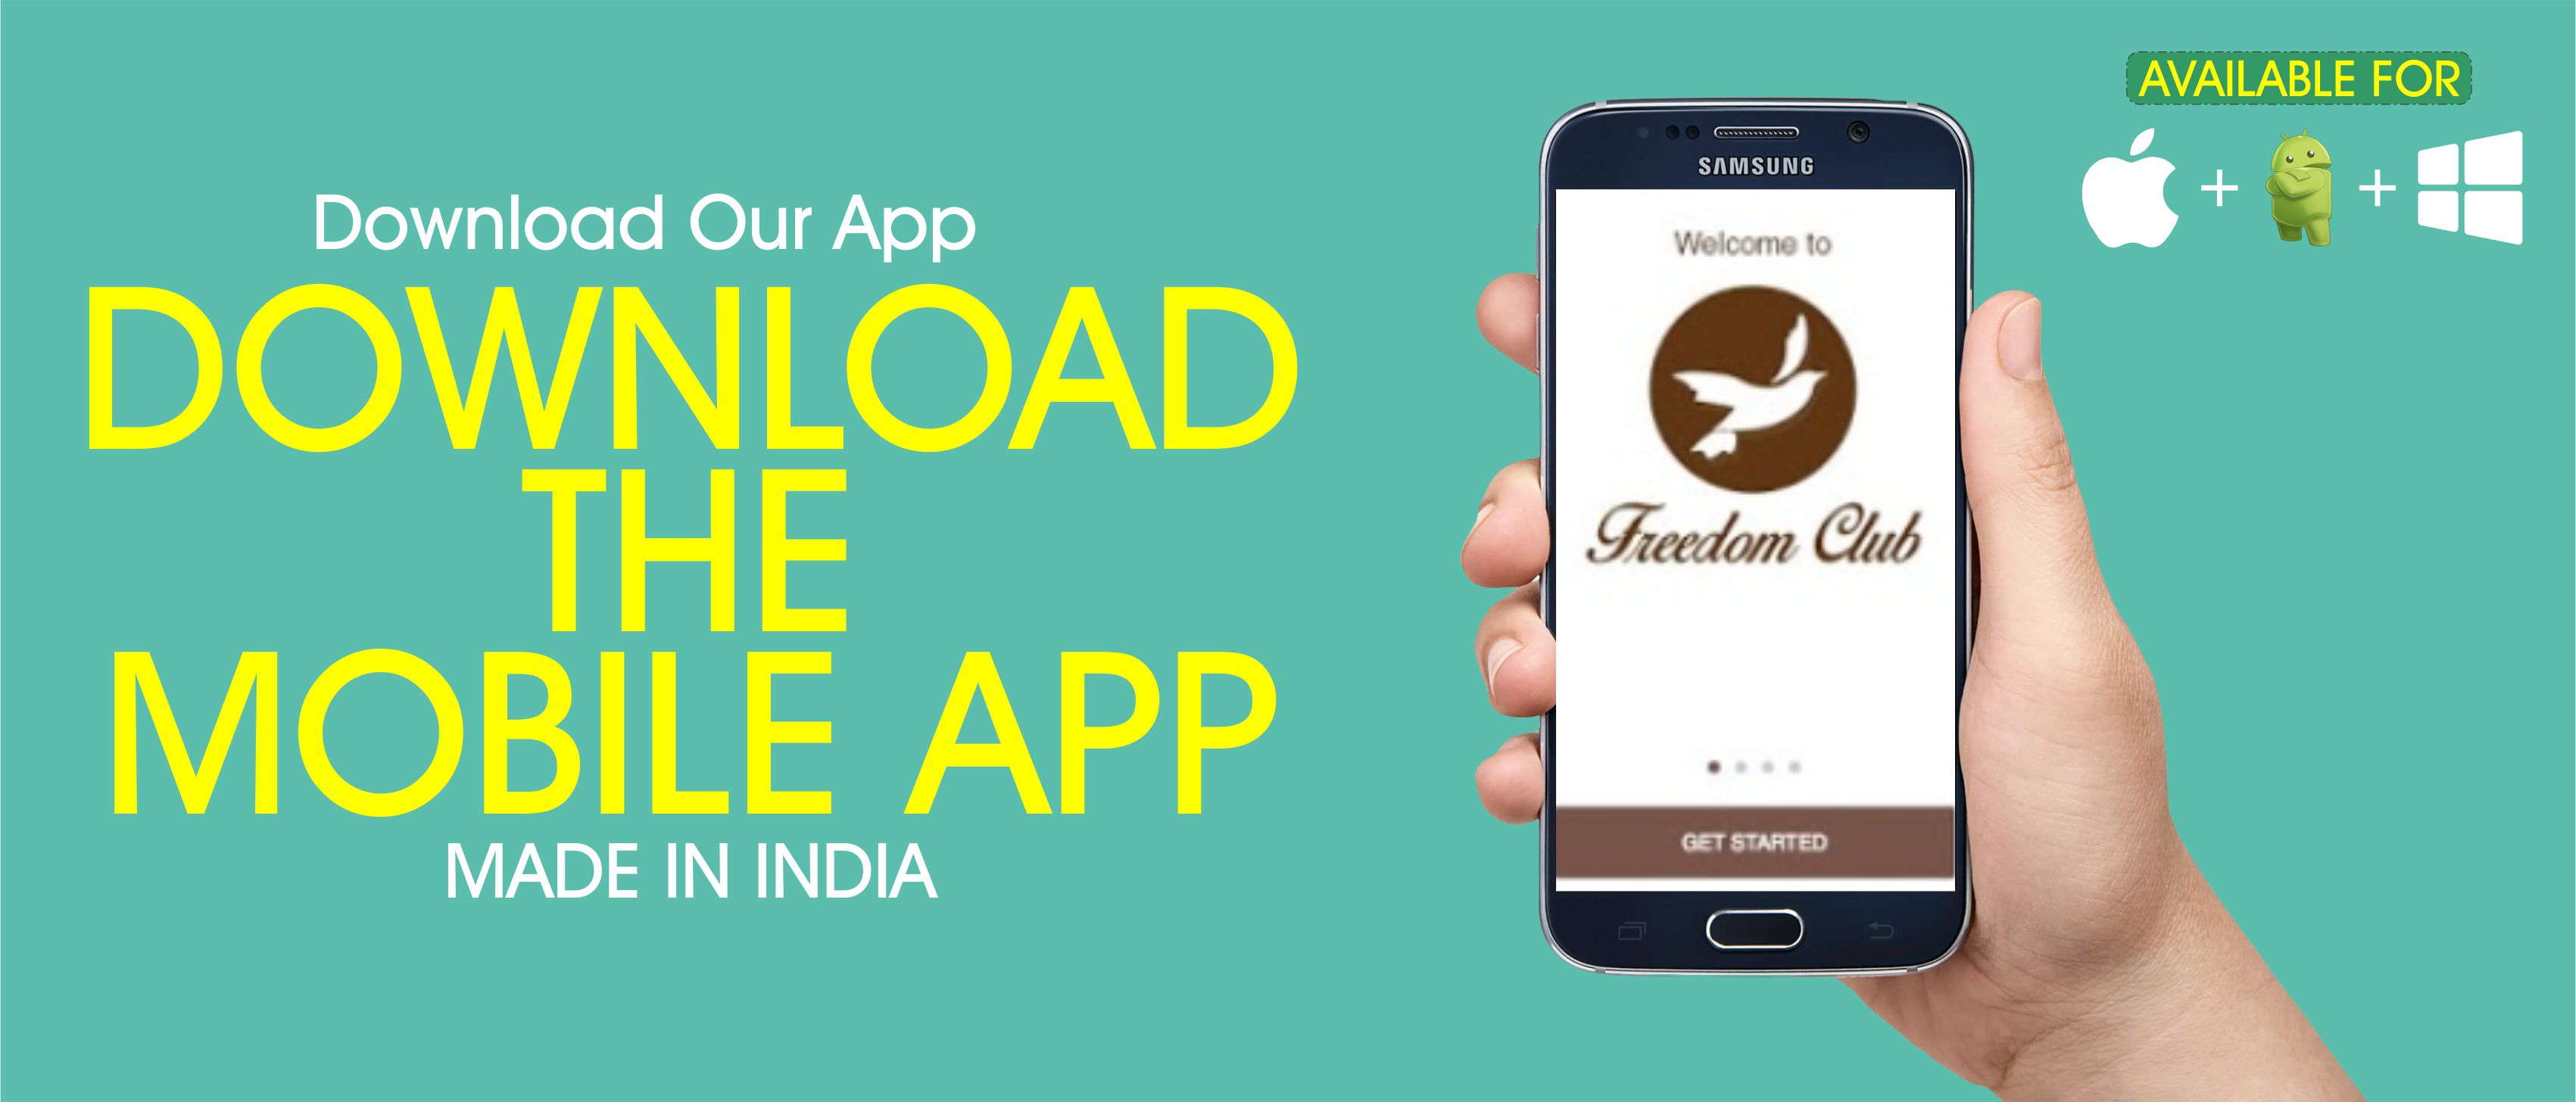 Download Our App
DOWNLOAD
THE
MOBILE APP
MADE IN INDIA
SAMSUNG
Welcome to
Freedom Club
GET STARTED
AVAILABLE FOR
+ +